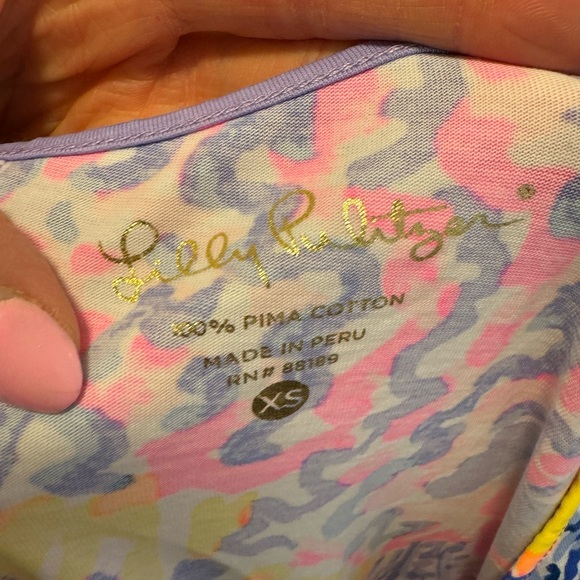 Lilly Pulitzer®
100% PIMA COTTON
MADE IN PERU
RN# 88189
XS